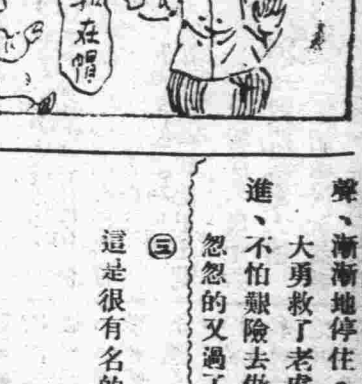 在帽
聲、漸漸地停住
大勇救了老
進、不怕艱險去
忽忽的又過了
㊂
這是很有名的